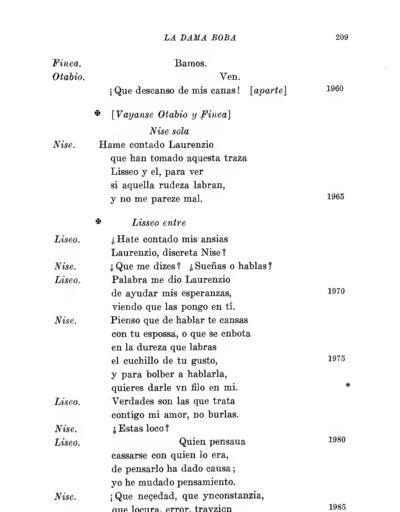 LA DAMA BOBA 209
Finea. Bamos.
Otabio. Ven.
¡Que descanso de mis canas! [aparte] 1960
✠ [Vayanse Otabio y Finea]
Nise sola
Nise. Hame contado Laurenzio
que han tomado aquesta traza
Lisseo y el, para ver
si aquella rudeza labran,
y no me pareze mal. 1965
✠ Lisseo entre
Liseo. ¿Hate contado mis ansias
Laurenzio, discreta Nise?
Nise. ¿Que me dizes? ¿Sueñas o hablas?
Liseo. Palabra me dio Laurenzio
de ayudar mis esperanzas, 1970
viendo que las pongo en tí.
Nise. Pienso que de hablar te cansas
con tu espossa, o que se enbota
en la dureza que labras
el cuchillo de tu gusto, 1975
y para bolber a hablarla,
quieres darle vn filo en mi. *
Liseo. Verdades son las que trata
contigo mi amor, no burlas.
Nise. ¿Estas loco?
Liseo. Quien pensaua 1980
cassarse con quien lo era,
de pensarlo ha dado causa;
yo he mudado pensamiento.
Nise. ¡Que neçedad, que ynconstanzia,
que locura, error, trayzion 1985